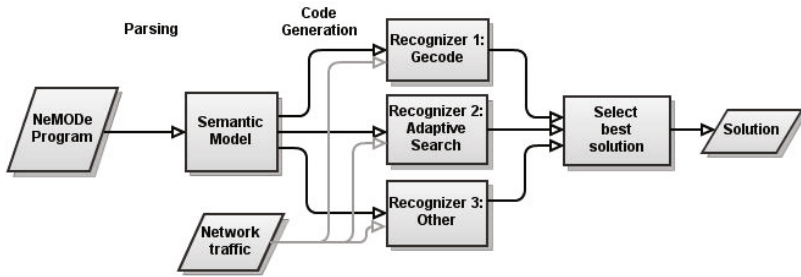 Parsing
Code
Generation
NeMODe
Program
Semantic
Model
Recognizer 1:
Gecode
Recognizer 2:
Adaptive
Search
Recognizer 3:
Other
Network
traffic
Select
best
solution
Solution